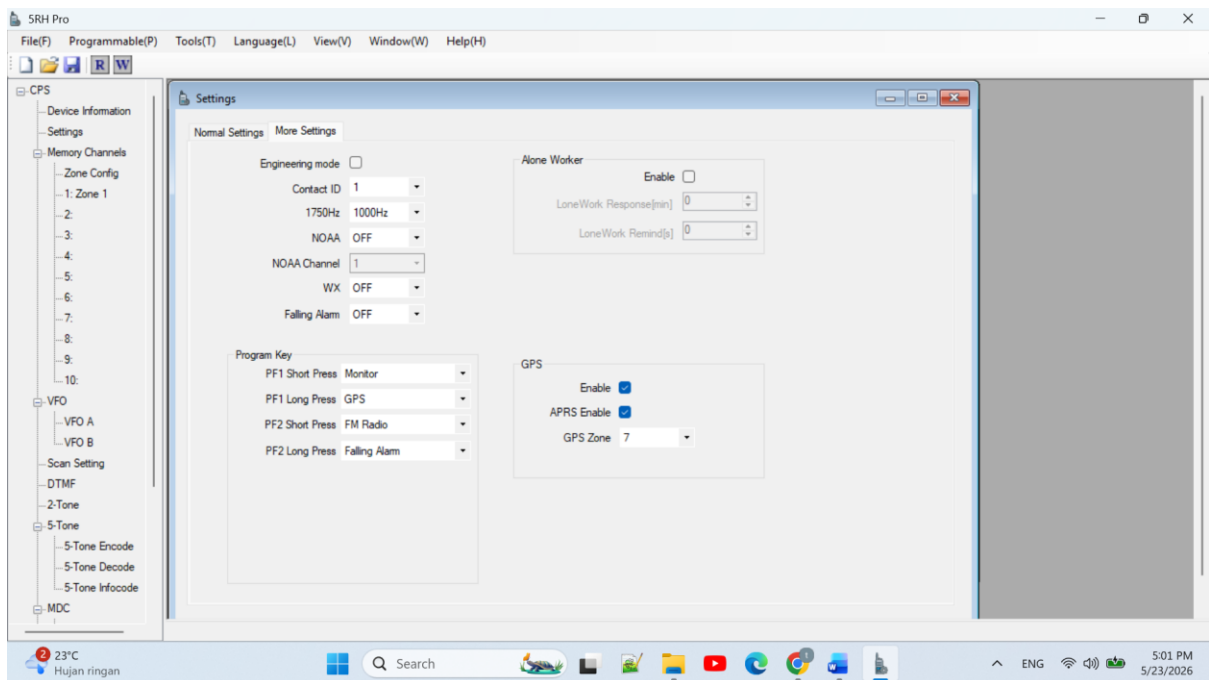 5RH Pro
File(F) Programmable(P) Tools(T) Language(L) View(V) Window(W) Help(H)
R W
CPS
Device Information
Settings
Memory Channels
Zone Config
1: Zone 1
2:
3:
4:
5:
6:
7:
8:
9:
10:
VFO
VFO A
VFO B
Scan Setting
DTMF
2-Tone
5-Tone
5-Tone Encode
5-Tone Decode
5-Tone Infocode
MDC
Settings
Normal Settings More Settings
Engineering mode
Contact ID 1
1750Hz 1000Hz
NOAA OFF
NOAA Channel 1
WX OFF
Falling Alarm OFF
Alone Worker
Enable
LoneWork Response[min] 0
LoneWork Remind[s] 0
Program Key
PF1 Short Press Monitor
PF1 Long Press GPS
PF2 Short Press FM Radio
PF2 Long Press Falling Alarm
GPS
Enable
APRS Enable
GPS Zone 7
2
23°C
Hujan ringan
Search
ENG
5:01 PM
5/23/2026